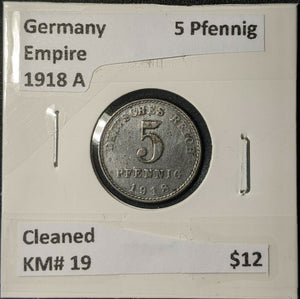 Germany 5 Pfennig
Empire
1918 A
DEUTSCHES REICH
5
PFENNIG
1918
Cleaned
KM# 19 $12